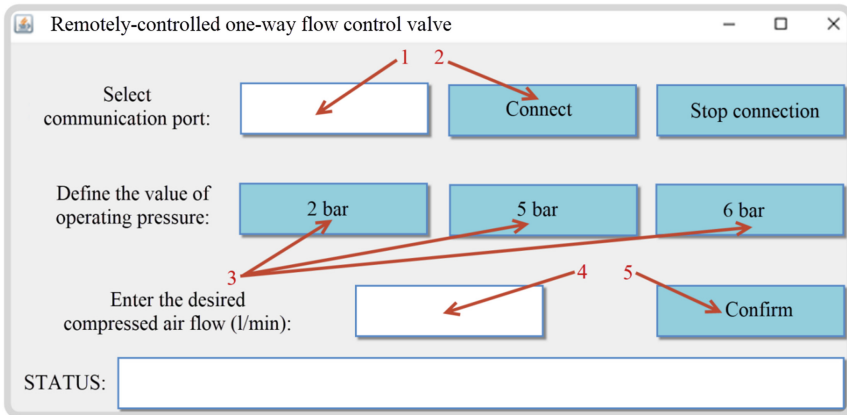 Remotely-controlled one-way flow control valve
1 2
Select
communication port:
Connect
Stop connection
Define the value of
operating pressure:
2 bar
5 bar
6 bar
3
4
5
Enter the desired
compressed air flow (l/min):
Confirm
STATUS: